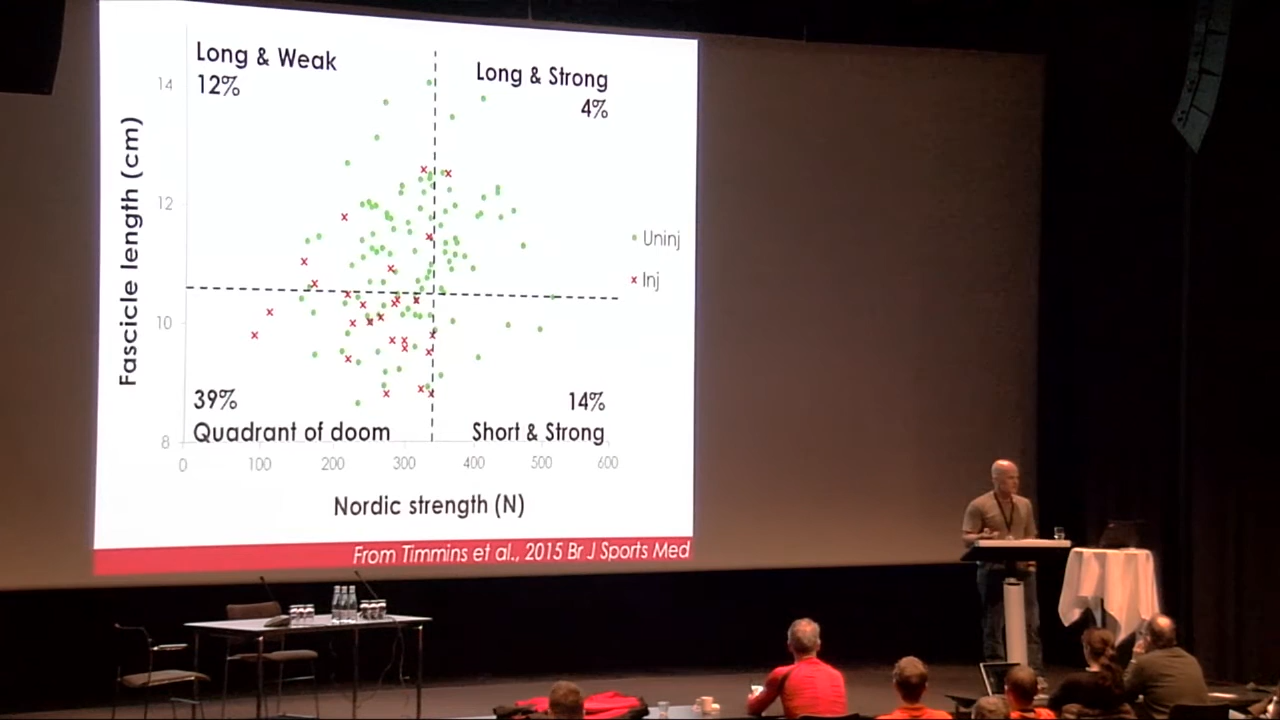 Long & Weak
12%
Long & Strong
4%
Fascicle length (cm)
14
12
10
8
Uninj
Inj
39%
Quadrant of doom
14%
Short & Strong
0 100 200 300 400 500 600
Nordic strength (N)
From Timmins et al., 2015 Br J Sports Med